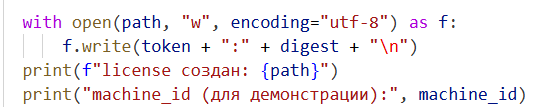 with open(path, "w", encoding="utf-8") as f:
    f.write(token + ":" + digest + "\n")
print(f"license создан: {path}")
print("machine_id (для демонстрации):", machine_id)